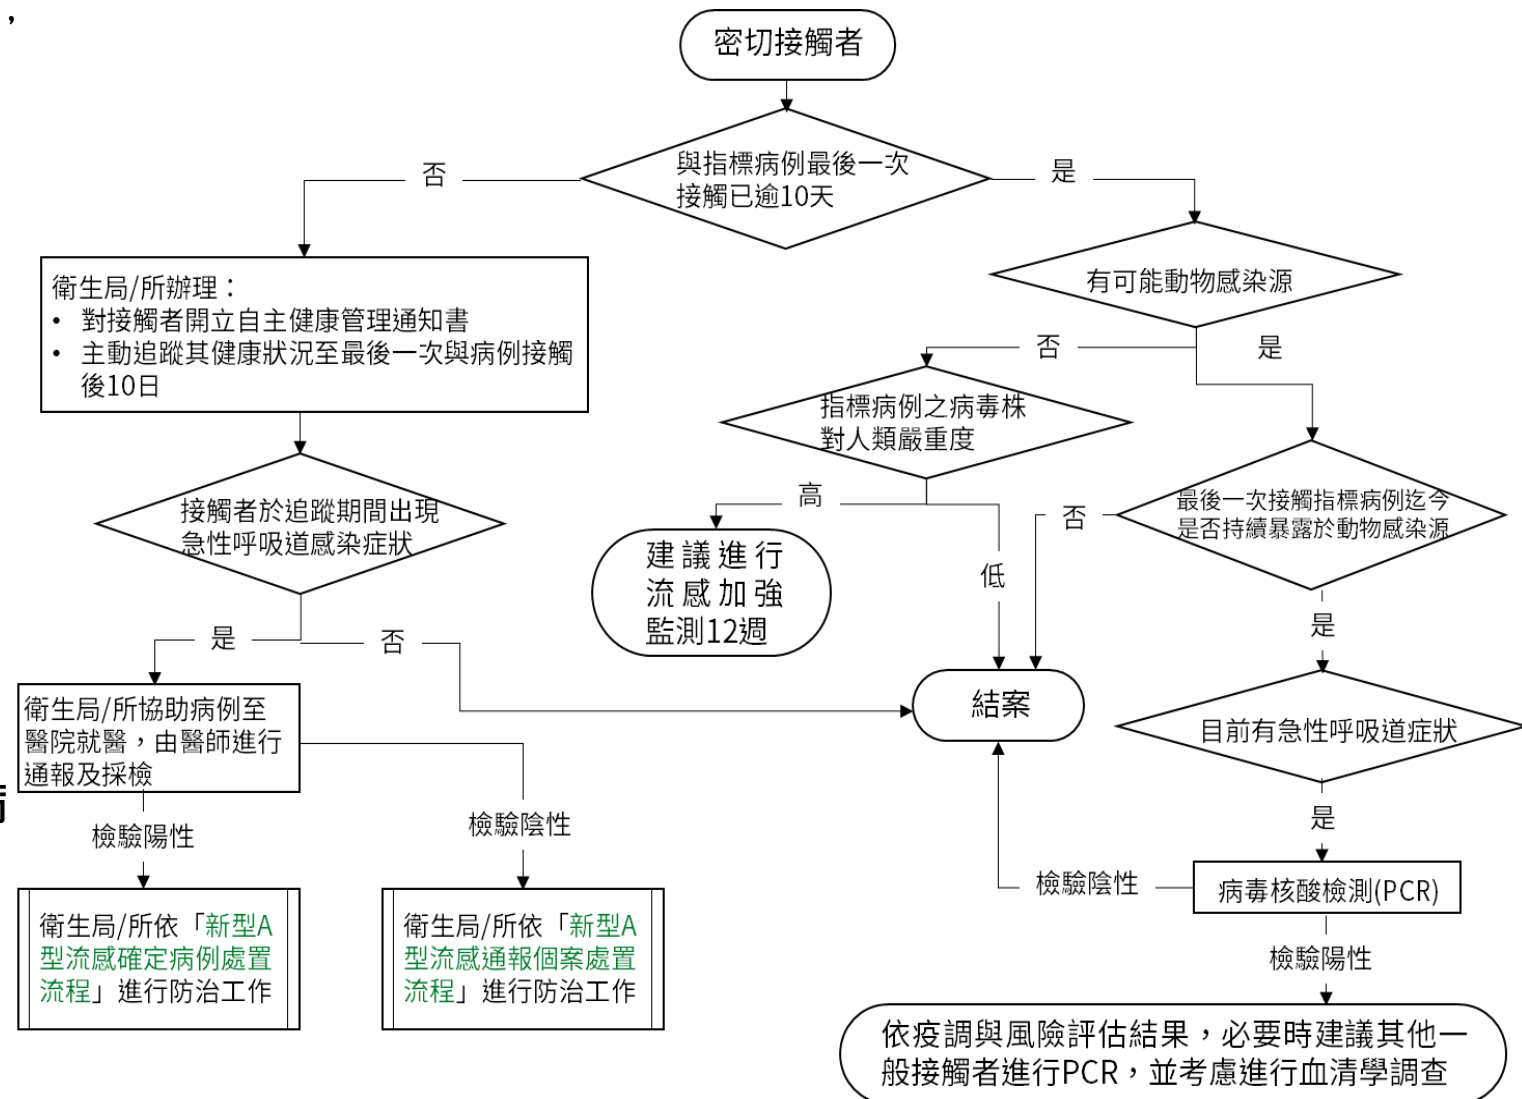 ，
密切接觸者
與指標病例最後一次
接觸已逾10天
否
是
衛生局/所辦理：
• 對接觸者開立自主健康管理通知書
• 主動追蹤其健康狀況至最後一次與病例接觸
後10日
有可能動物感染源
否
是
指標病例之病毒株
對人類嚴重度
接觸者於追蹤期間出現
急性呼吸道感染症狀
高
低
最後一次接觸指標病例迄今
是否持續暴露於動物感染源
否
是
建議進行
流感加強
監測12週
是
否
結案
衛生局/所協助病例至
醫院就醫，由醫師進行
通報及採檢
目前有急性呼吸道症狀
是
檢驗陽性
檢驗陰性
檢驗陰性
病毒核酸檢測(PCR)
檢驗陽性
衛生局/所依「新型A
型流感確定病例處置
流程」進行防治工作
衛生局/所依「新型A
型流感通報個案處置
流程」進行防治工作
依疫調與風險評估結果，必要時建議其他一
般接觸者進行PCR，並考慮進行血清學調查